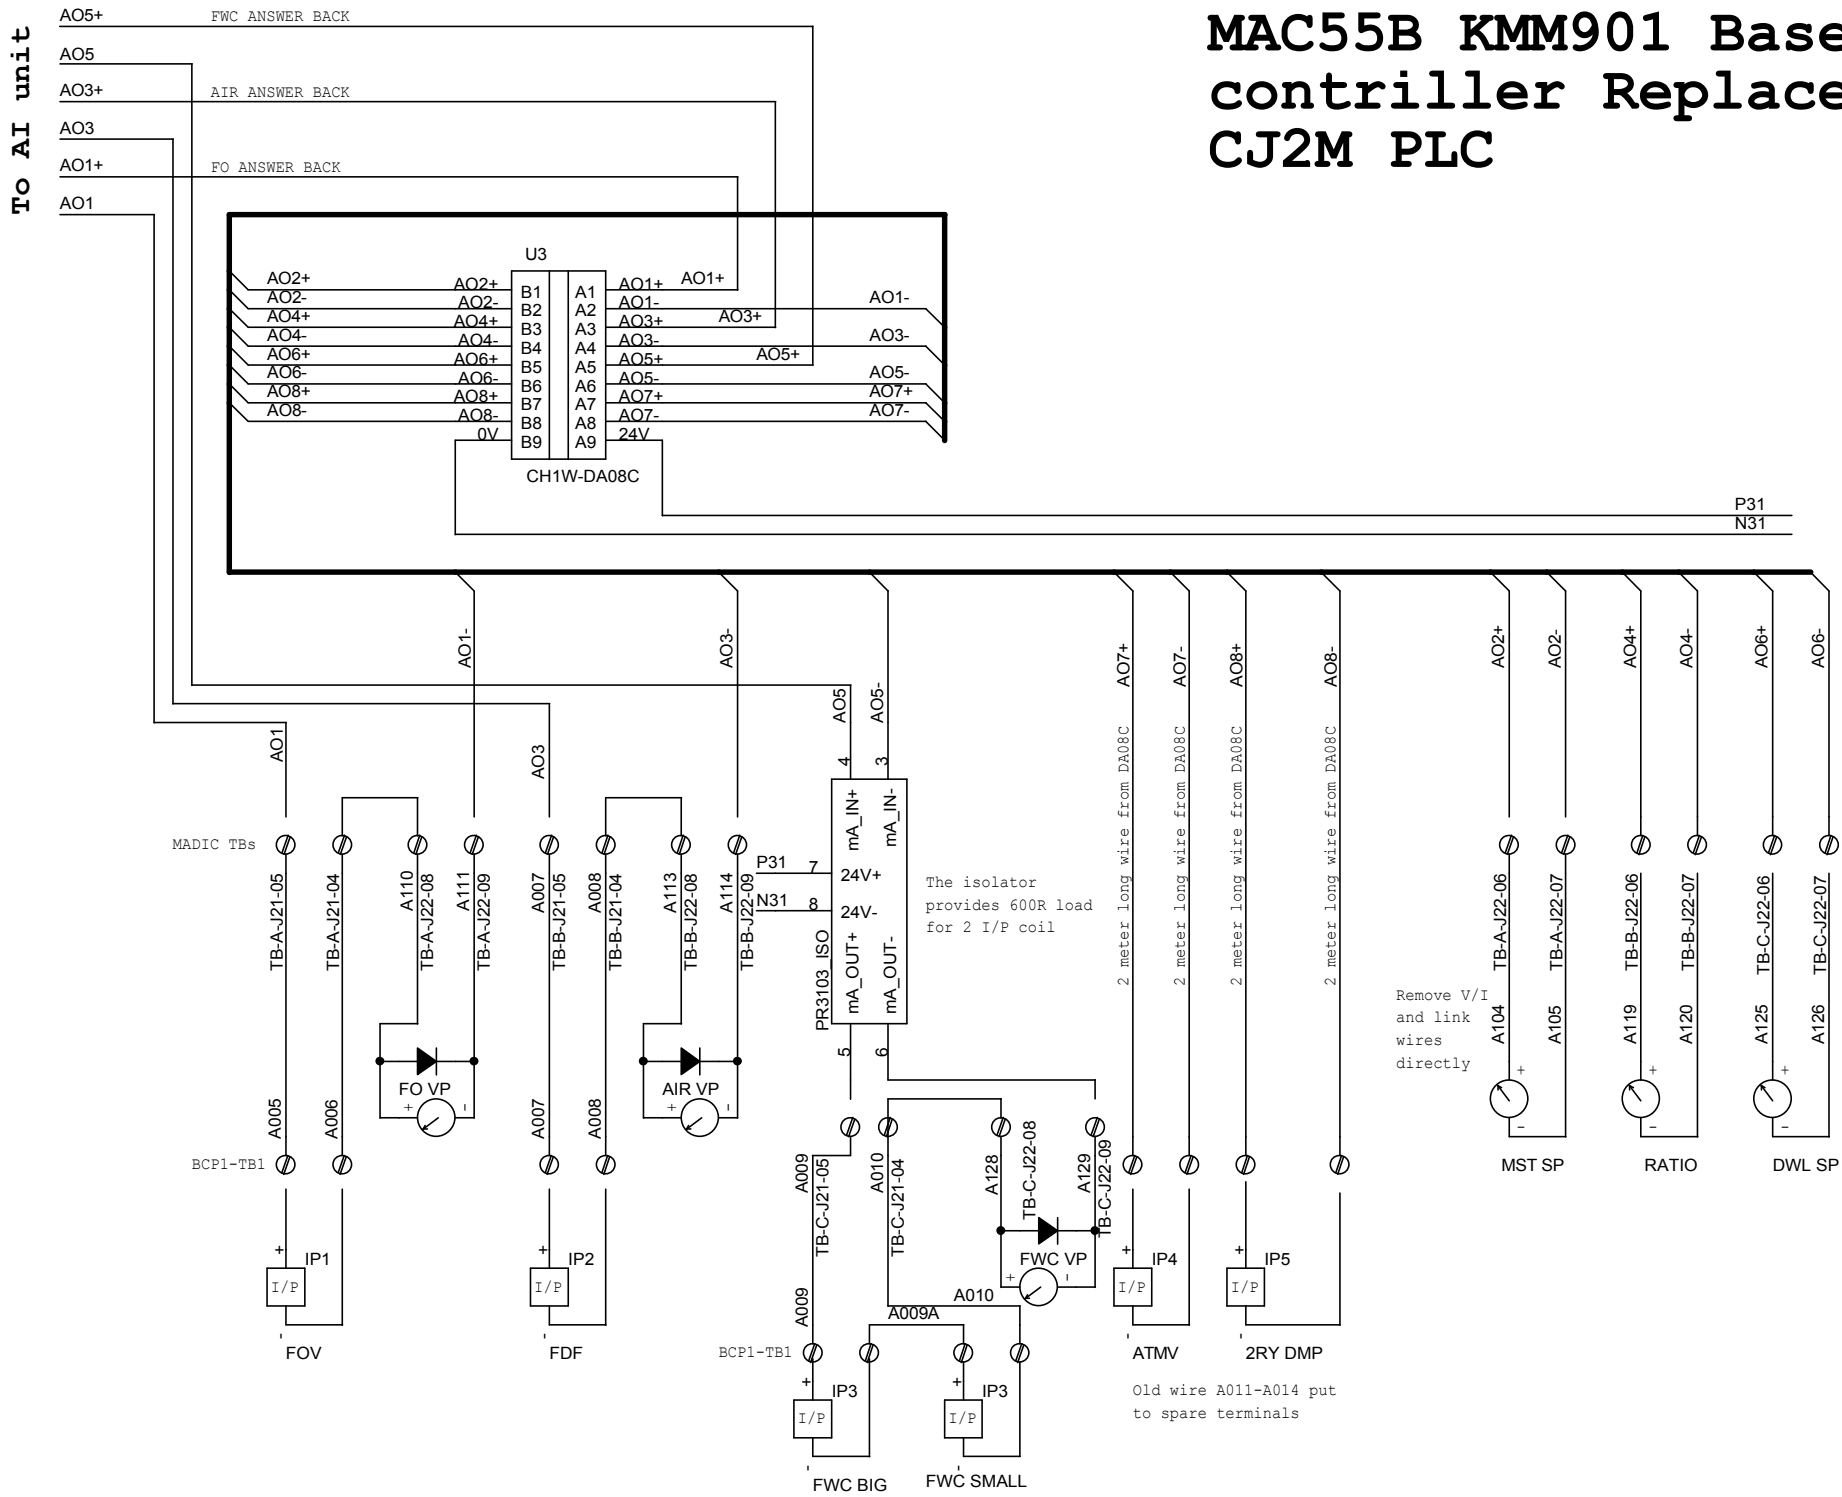 MAC55B KMM901 Base
contriller Replace
CJ2M PLC
To AI unit
AO5+ FWC ANSWER BACK
AO5
AO3+ AIR ANSWER BACK
AO3
AO1+ FO ANSWER BACK
AO1
U3
AO2+ AO2+ B1 A1 AO1+ AO1+
AO2- AO2- B2 A2 AO1- AO1-
AO4+ AO4+ B3 A3 AO3+ AO3+
AO4- AO4- B4 A4 AO3- AO3-
AO6+ AO6+ B5 A5 AO5+ AO5+
AO6- AO6- B6 A6 AO5- AO5-
AO8+ AO8+ B7 A7 AO7+ AO7+
AO8- AO8- B8 A8 AO7- AO7-
0V B9 A9 24V
CH1W-DA08C
P31
N31
AO1-
AO3-
AO5
AO5-
AO7+
AO7-
AO8+
AO8-
AO2+
AO2-
AO4+
AO4-
AO6+
AO6-
AO1
AO3
4
3
mA_IN+
mA_IN-
P31 7 24V+
N31 8 24V-
mA_OUT+
mA_OUT-
PR3103 ISO
5
6
The isolator
provides 600R load
for 2 I/P coil
2 meter long wire from DA08C
2 meter long wire from DA08C
2 meter long wire from DA08C
2 meter long wire from DA08C
MADIC TBs
TB-A-J21-05
TB-A-J21-04
A110
TB-A-J22-08
A111
TB-A-J22-09
A007
TB-B-J21-05
A008
TB-B-J21-04
A113
TB-B-J22-08
A114
TB-B-J22-09
TB-A-J22-06
TB-A-J22-07
TB-B-J22-06
TB-B-J22-07
TB-C-J22-06
TB-C-J22-07
Remove V/I
and link
wires
directly
A104
A105
A119
A120
A125
A126
+ + +
- - -
MST SP RATIO DWL SP
FO VP
+ -
AIR VP
+ -
A005
A006
A007
A008
BCP1-TB1
A009
TB-C-J21-05
A010
TB-C-J21-04
A128
TB-C-J22-08
A129
TB-C-J22-09
FWC VP
+ -
+ IP1
I/P
-
FOV
+ IP2
I/P
-
FDF
+ IP4
I/P
-
ATMV
+ IP5
I/P
-
2RY DMP
A009
A010
A009A
BCP1-TB1
+ IP3
I/P
-
FWC BIG
+ IP3
I/P
-
FWC SMALL
Old wire A011-A014 put
to spare terminals